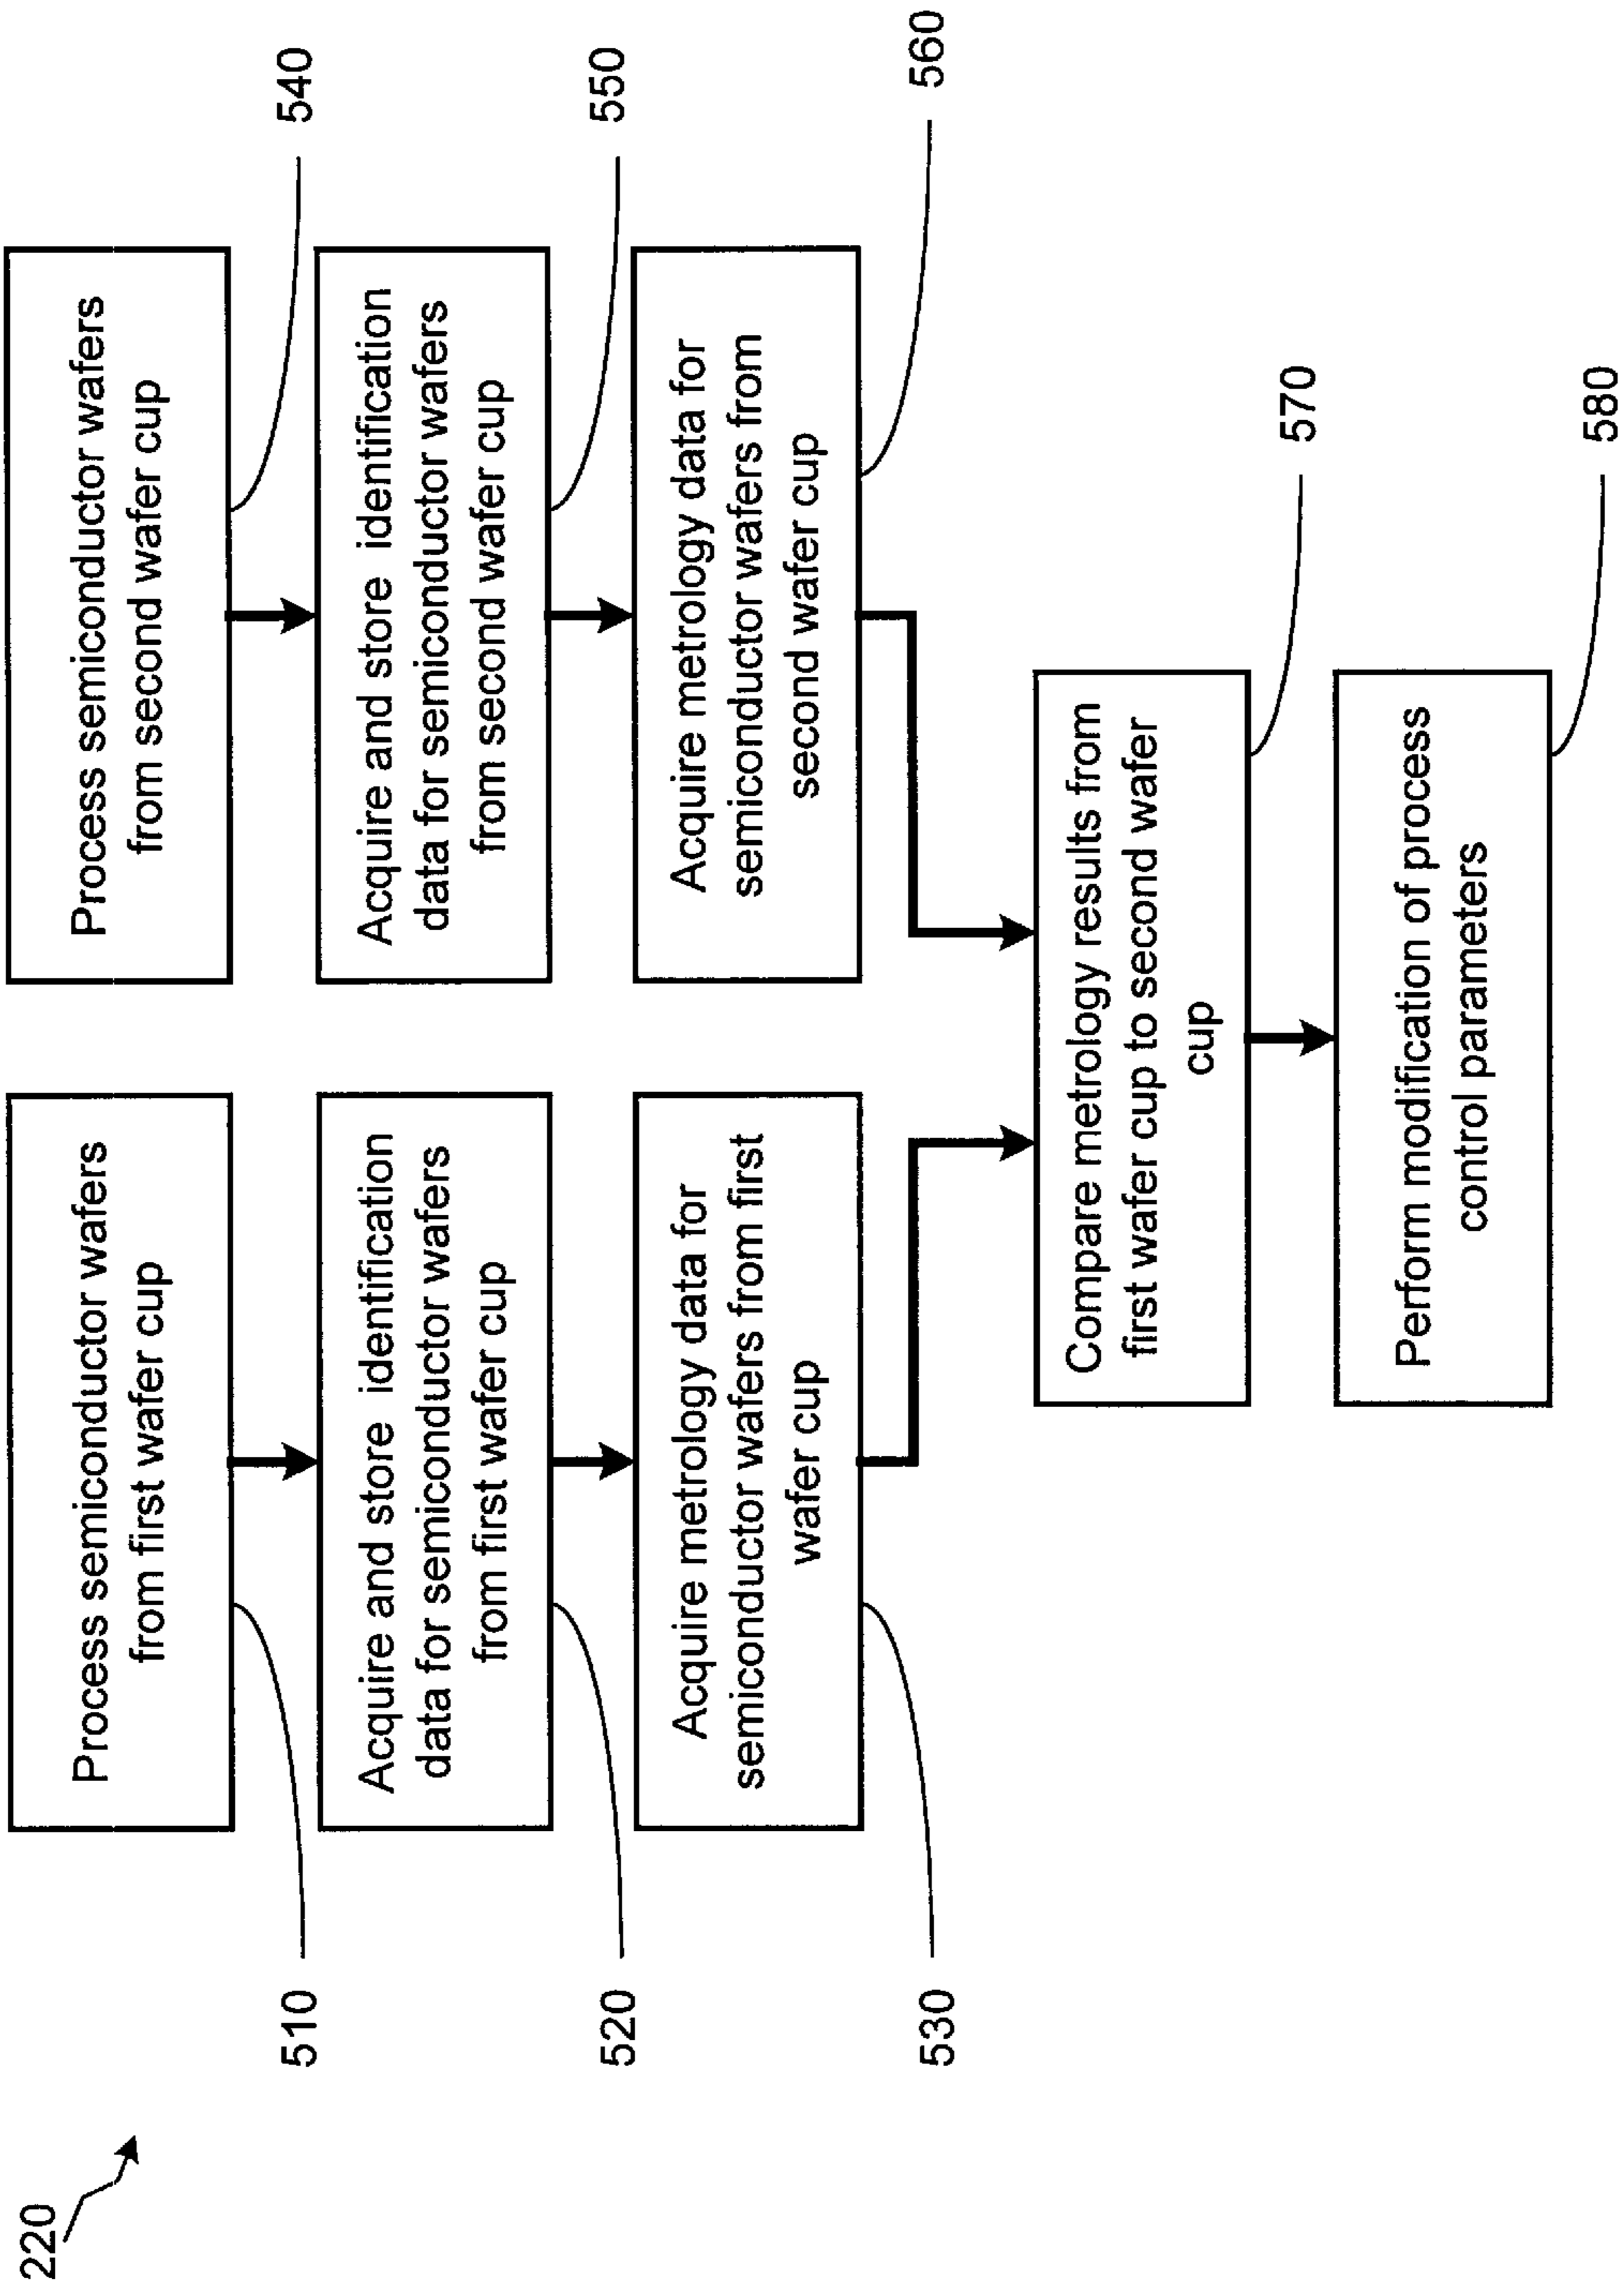 220
Process semiconductor wafers
from first wafer cup
510
Acquire and store identification
data for semiconductor wafers
from first wafer cup
520
Acquire metrology data for
semiconductor wafers from first
wafer cup
530
Process semiconductor wafers
from second wafer cup
540
Acquire and store identification
data for semiconductor wafers
from second wafer cup
550
Acquire metrology data for
semiconductor wafers from
second wafer cup
560
Compare metrology results from
first wafer cup to second wafer
cup
570
Perform modification of process
control parameters
580